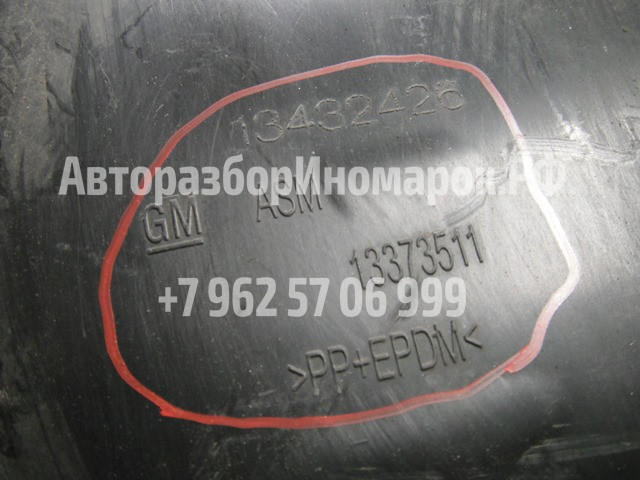 13432426
АвторазборИномарок.РФ
GM ASM
13373511
+7 962 57 06 999
>PP+EPDM<